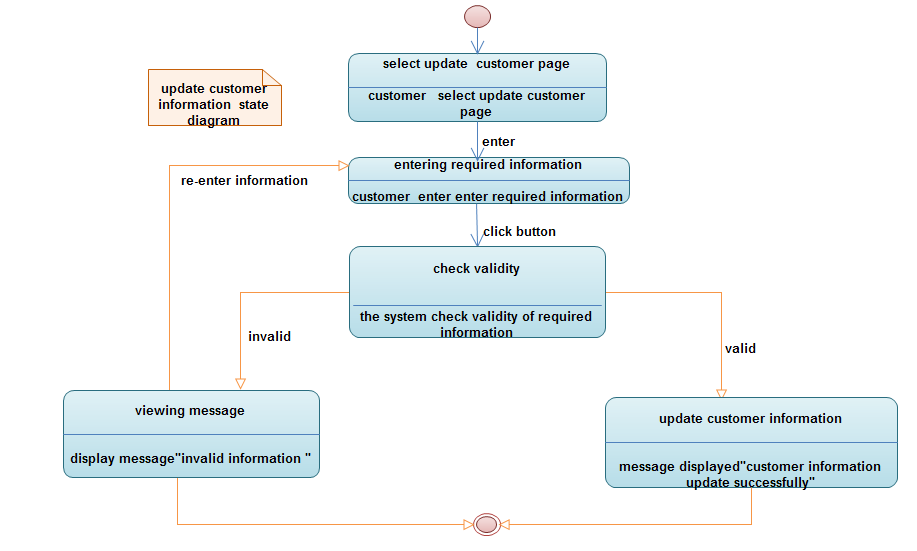 select update customer page
customer select update customer
page
update customer
information state
diagram
enter
entering required information
customer enter enter required information
re-enter information
click button
check validity
the system check validity of required
information
invalid
valid
viewing message
display message"invalid information "
update customer information
message displayed"customer information
update successfully"